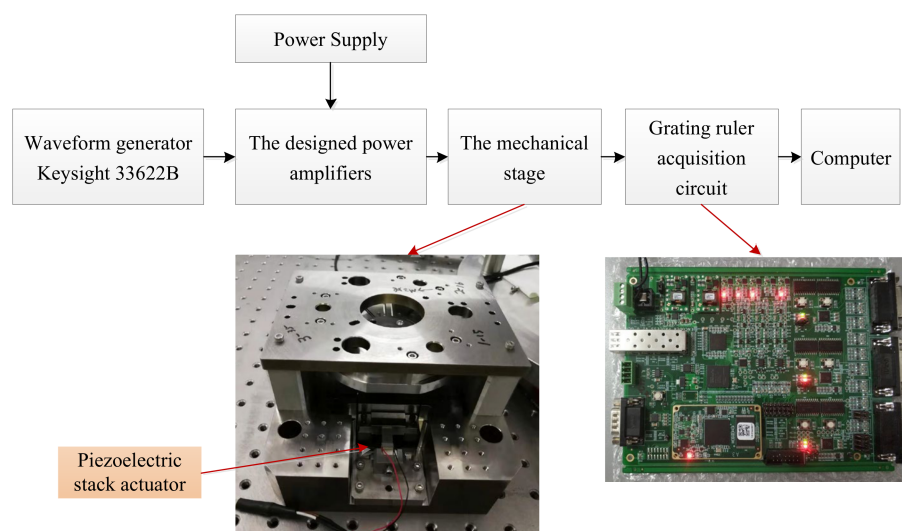 Power Supply
Waveform generator
Keysight 33622B
The designed power
amplifiers
The mechanical
stage
Grating ruler
acquisition
circuit
Computer
Piezoelectric
stack actuator